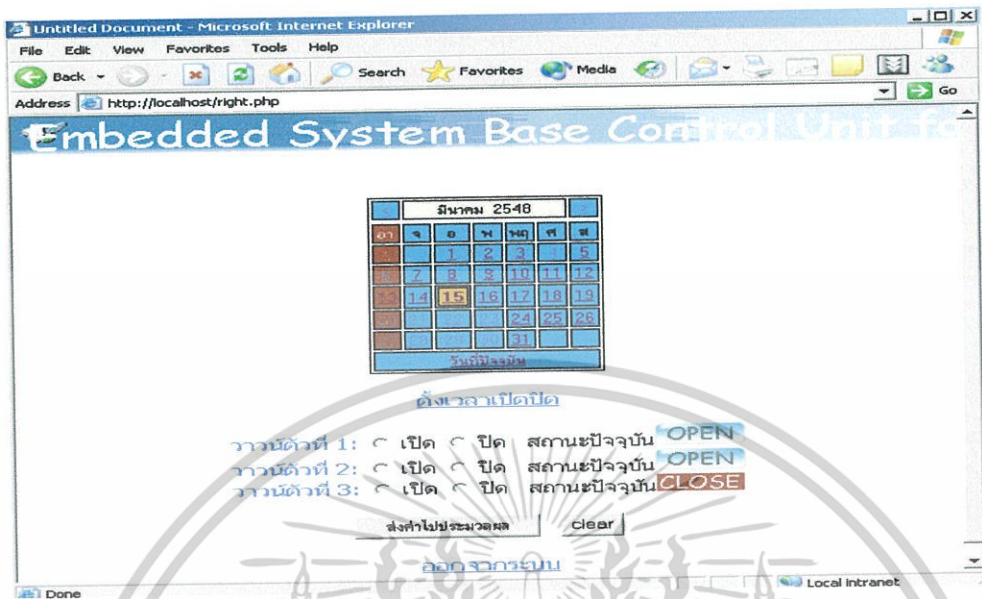 Untitled Document - Microsoft Internet Explorer
File Edit View Favorites Tools Help
Back Search Favorites Media
Address http://localhost/right.php Go
Embedded System Base Control Unit fo
มีนาคม 2548
อา จ อ พ พฤ ศ ส
1 2 3 5
6 7 8 9 10 11 12
13 14 15 16 17 18 19
24 25 26
31
วันที่ปัจจุบัน
ตั้งเวลาเปิดปิด
วาวน์ตัวที่ 1: เปิด ปิด สถานะปัจจุบัน OPEN
วาวน์ตัวที่ 2: เปิด ปิด สถานะปัจจุบัน OPEN
วาวน์ตัวที่ 3: เปิด ปิด สถานะปัจจุบัน CLOSE
ส่งค่าไปประมวลผล clear
ออกจากระบบ
Done Local intranet